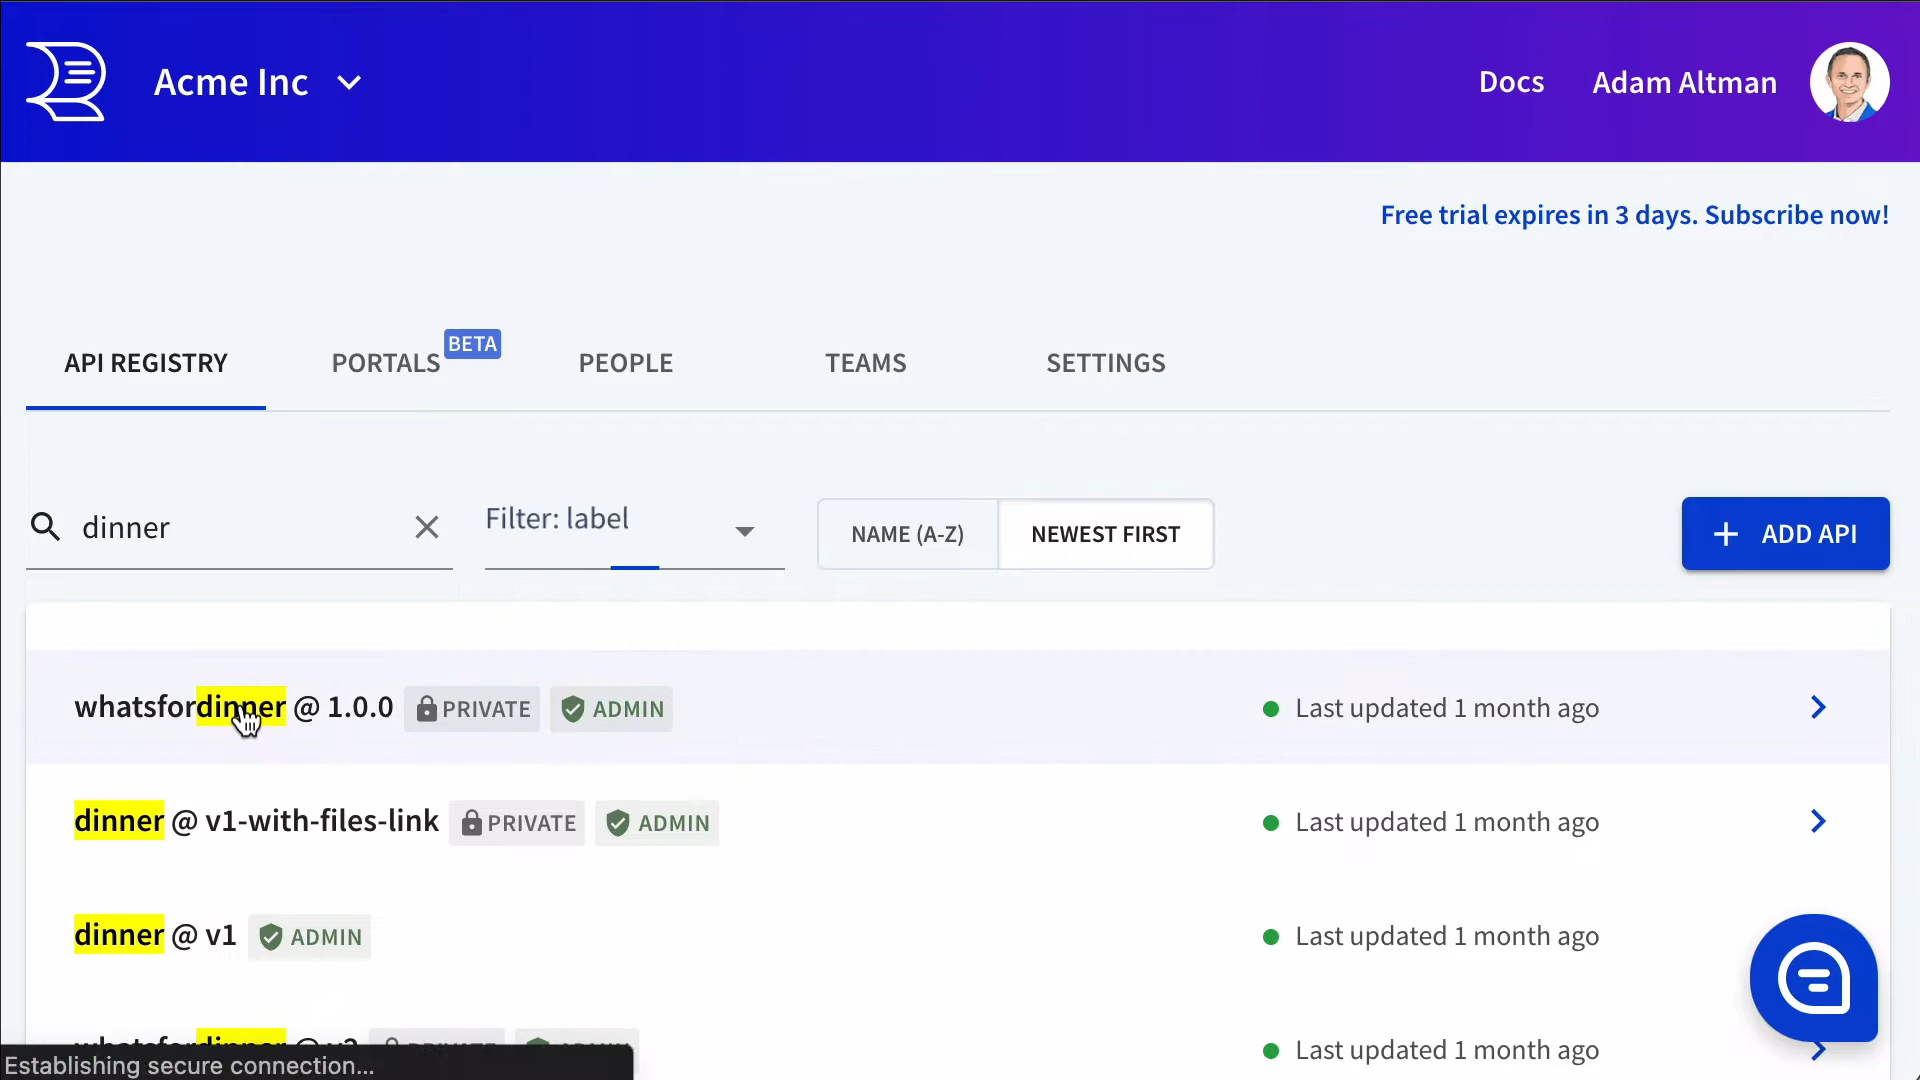 Acme Inc
Docs
Adam Altman
Free trial expires in 3 days. Subscribe now!
API REGISTRY
PORTALS
BETA
PEOPLE
TEAMS
SETTINGS
dinner
Filter: label
NAME (A-Z)
NEWEST FIRST
+ ADD API
whatsfordinner @ 1.0.0 PRIVATE ADMIN
Last updated 1 month ago
dinner @ v1-with-files-link PRIVATE ADMIN
Last updated 1 month ago
dinner @ v1 ADMIN
Last updated 1 month ago
whatsfordinner @ PRIVATE ADMIN
Last updated 1 month ago
Establishing secure connection...